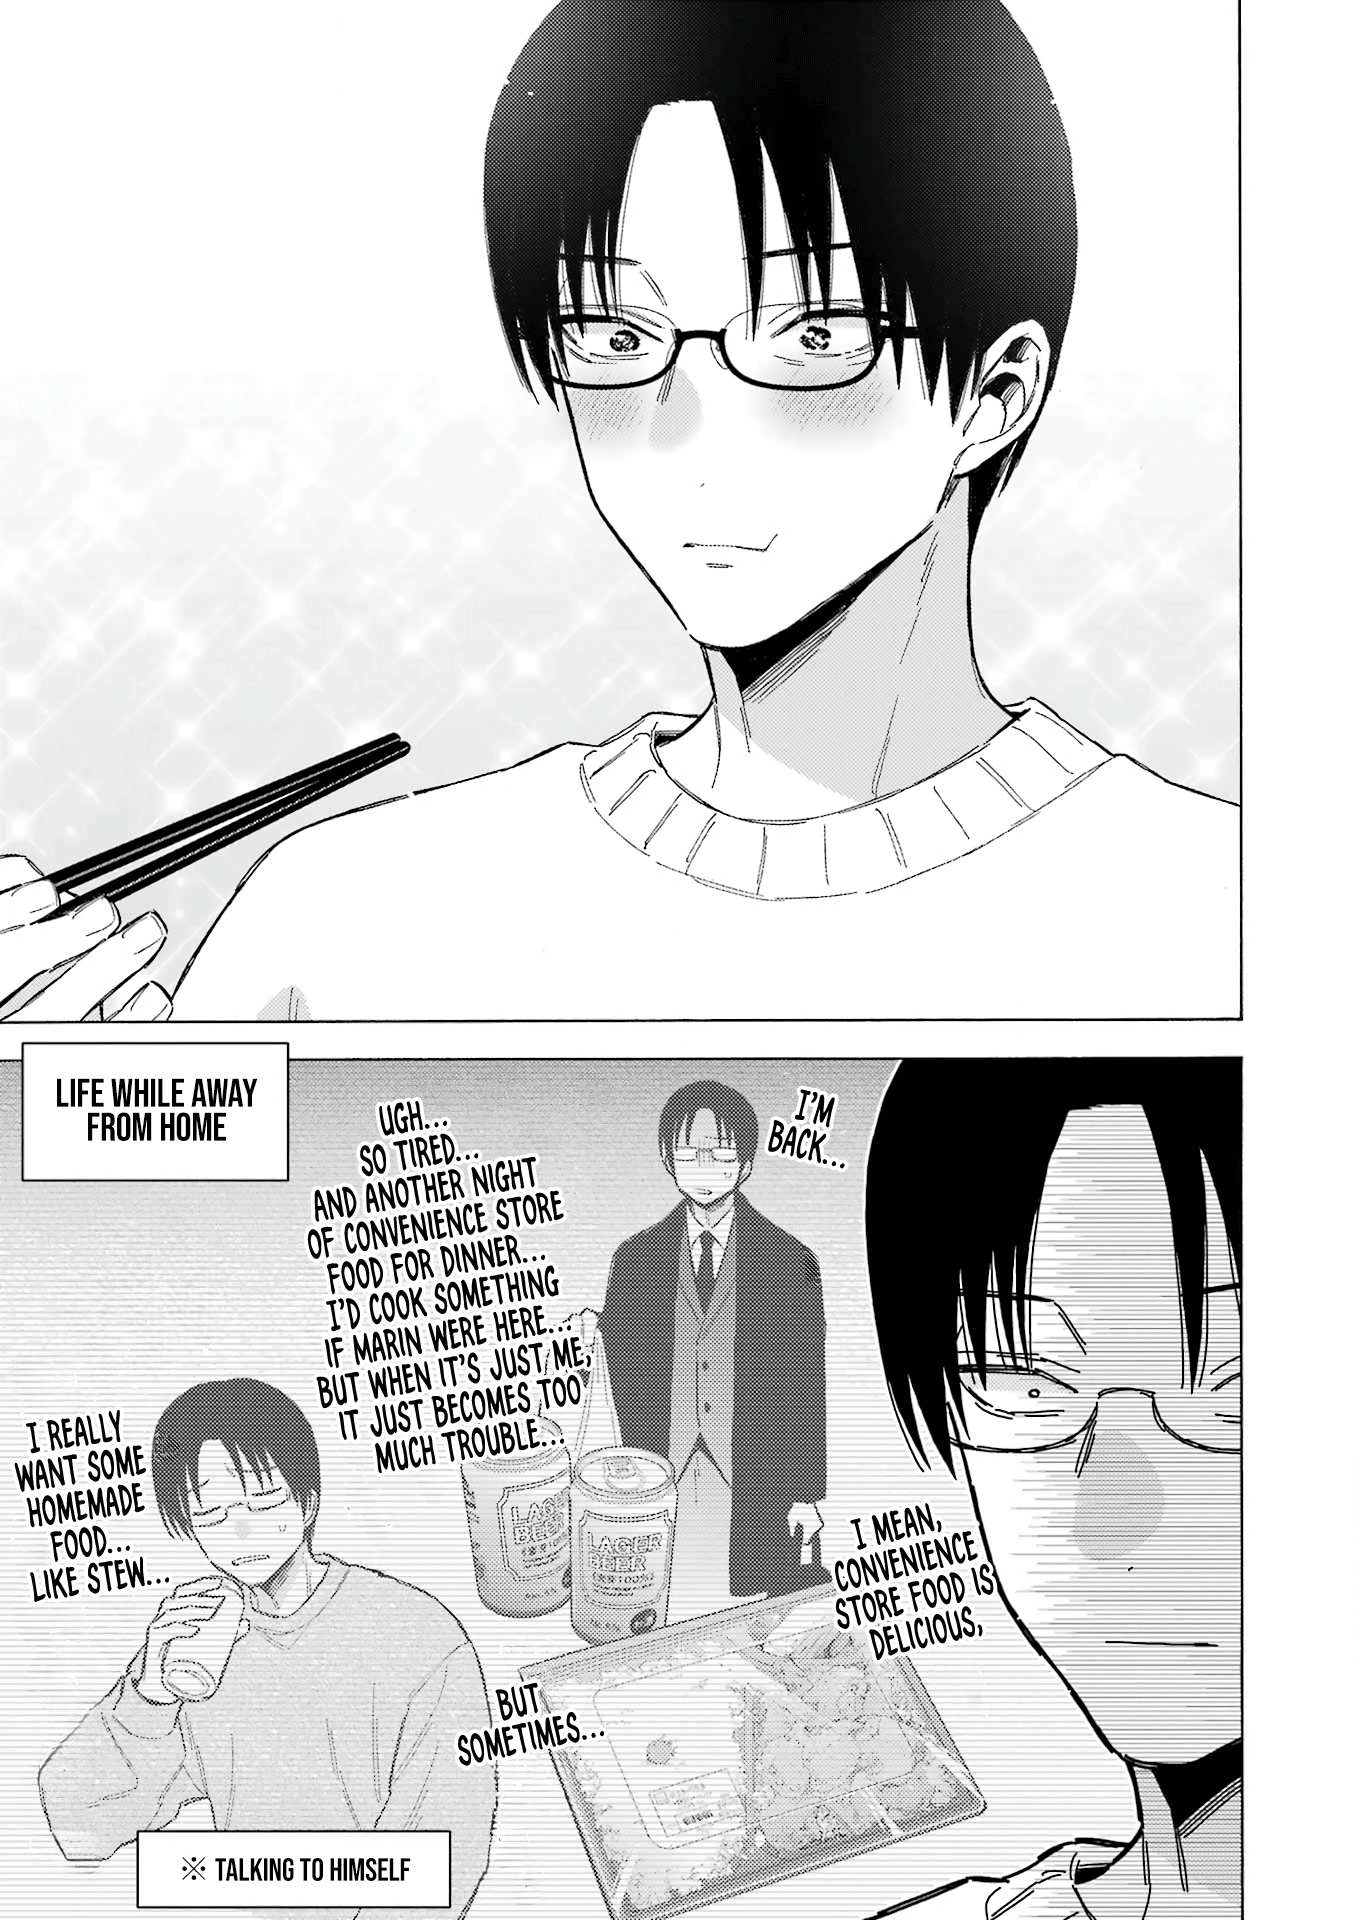 LIFE WHILE AWAY
FROM HOME
I'M
BACK...
UGH...
SO TIRED...
AND ANOTHER NIGHT
OF CONVENIENCE STORE
FOOD FOR DINNER...
I'D COOK SOMETHING
IF MARIN WERE HERE...
BUT WHEN IT'S JUST ME,
IT JUST BECOMES TOO
MUCH TROUBLE...
I REALLY
WANT SOME
HOMEMADE
FOOD...
LIKE STEW...
LAGER
BEER
LAGER
BEER
I MEAN,
CONVENIENCE
STORE FOOD IS
DELICIOUS,
BUT
SOMETIMES...
※ TALKING TO HIMSELF